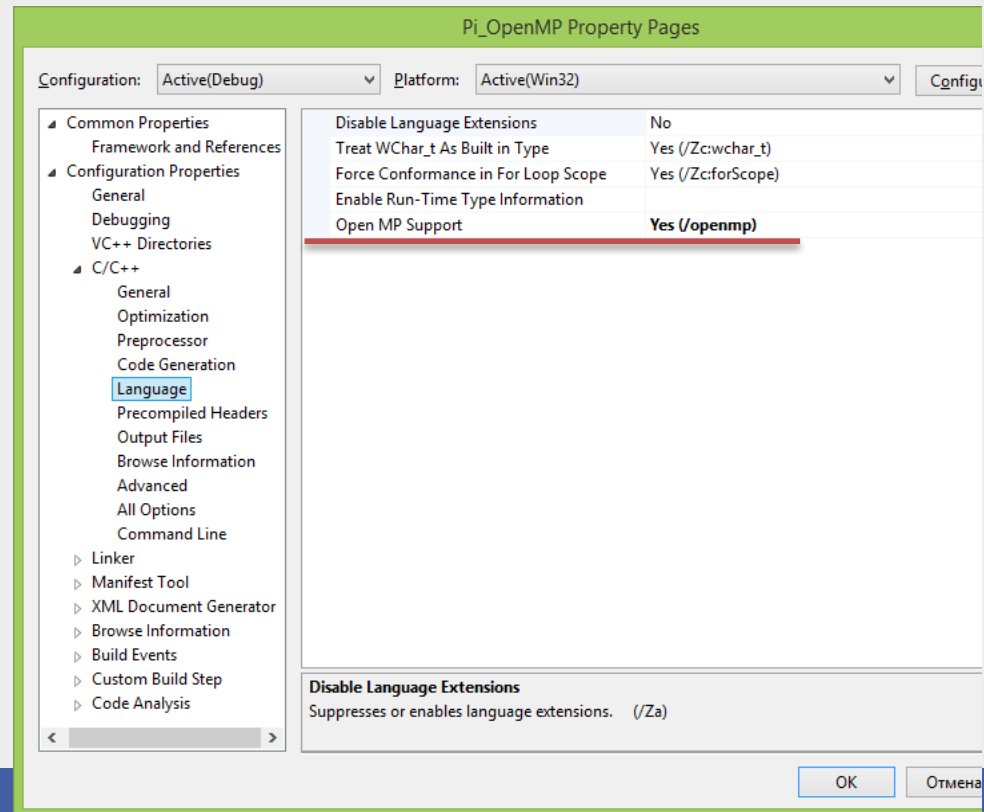 Pi_OpenMP Property Pages
Configuration: Active(Debug) Platform: Active(Win32) Configu
Common Properties
Framework and References
Configuration Properties
General
Debugging
VC++ Directories
C/C++
General
Optimization
Preprocessor
Code Generation
Language
Precompiled Headers
Output Files
Browse Information
Advanced
All Options
Command Line
Linker
Manifest Tool
XML Document Generator
Browse Information
Build Events
Custom Build Step
Code Analysis
Disable Language Extensions No
Treat WChar_t As Built in Type Yes (/Zc:wchar_t)
Force Conformance in For Loop Scope Yes (/Zc:forScope)
Enable Run-Time Type Information
Open MP Support Yes (/openmp)
Disable Language Extensions
Suppresses or enables language extensions. (/Za)
OK Отмена